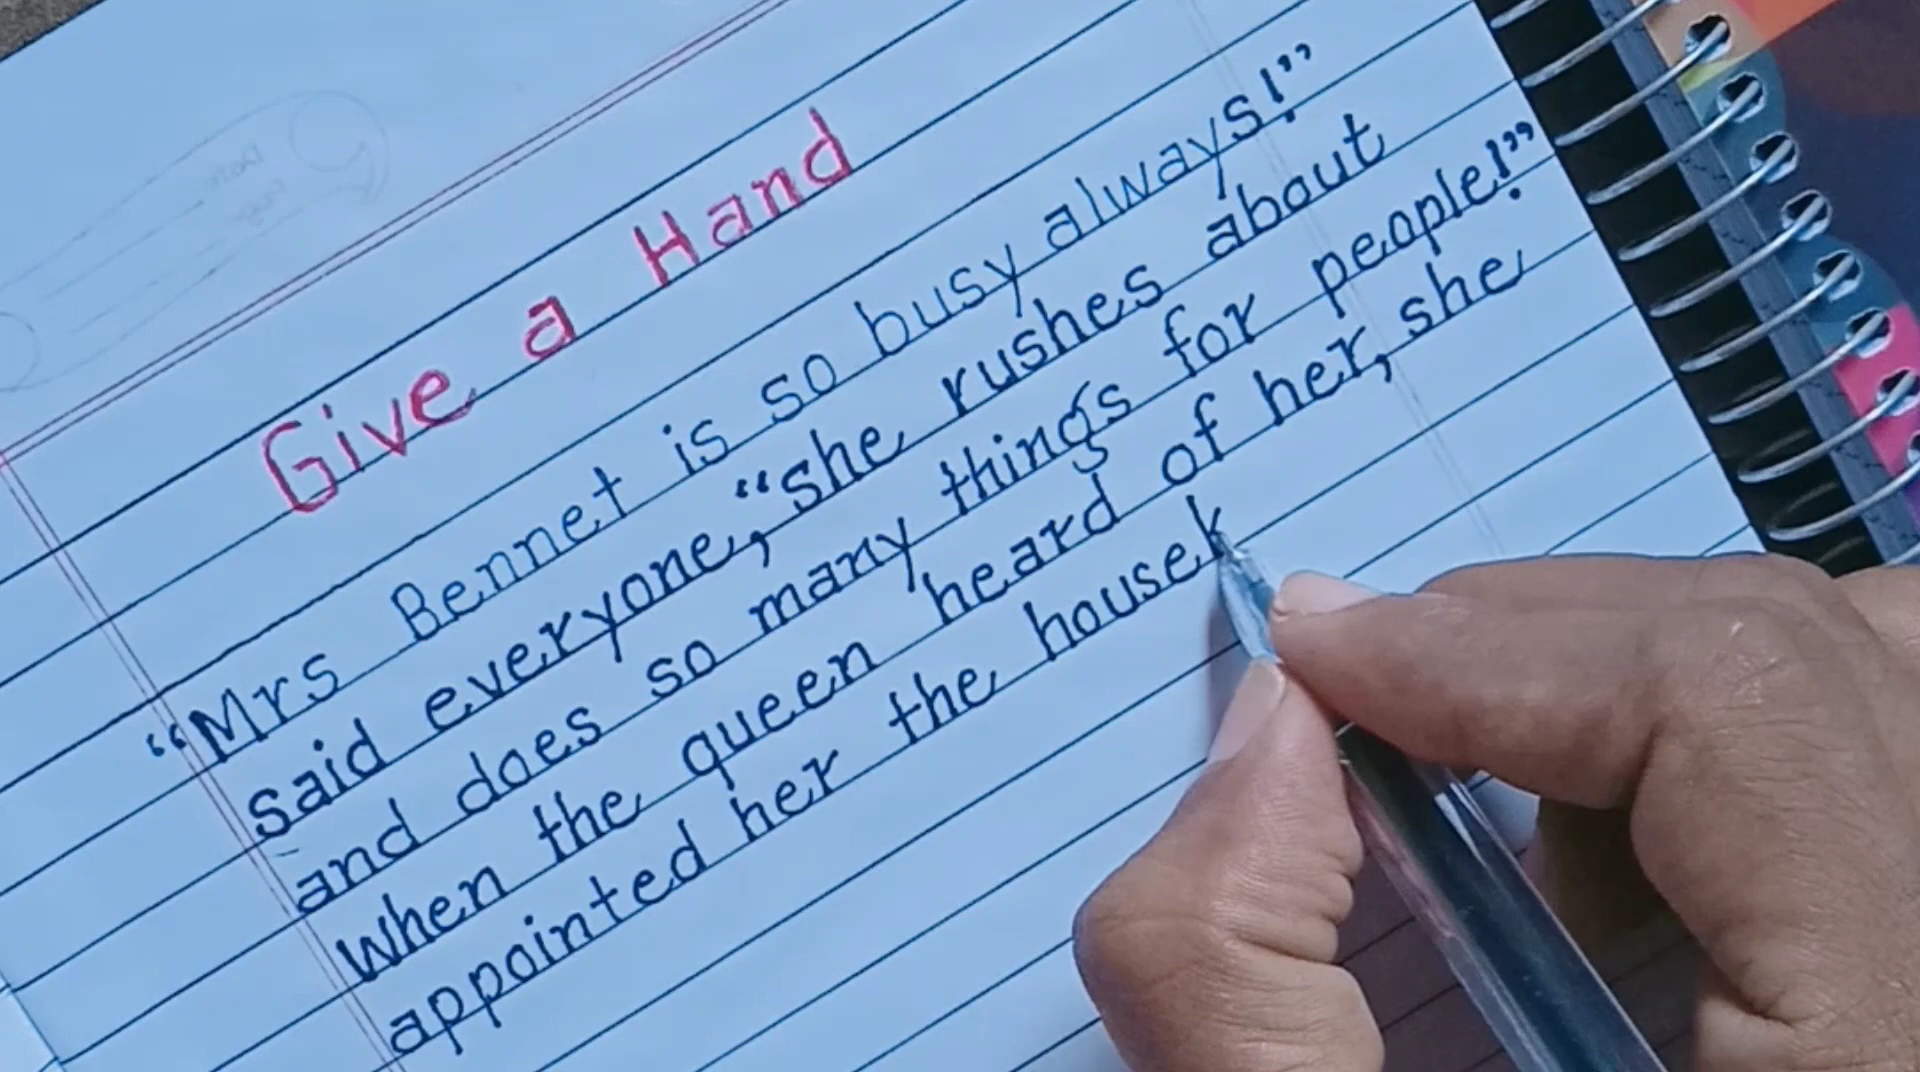 Give a Hand
“Mrs Bennet is so busy always!”
said everyone, “she rushes about
and does so many things for people!”
When the queen heard of her, she
appointed her the housek